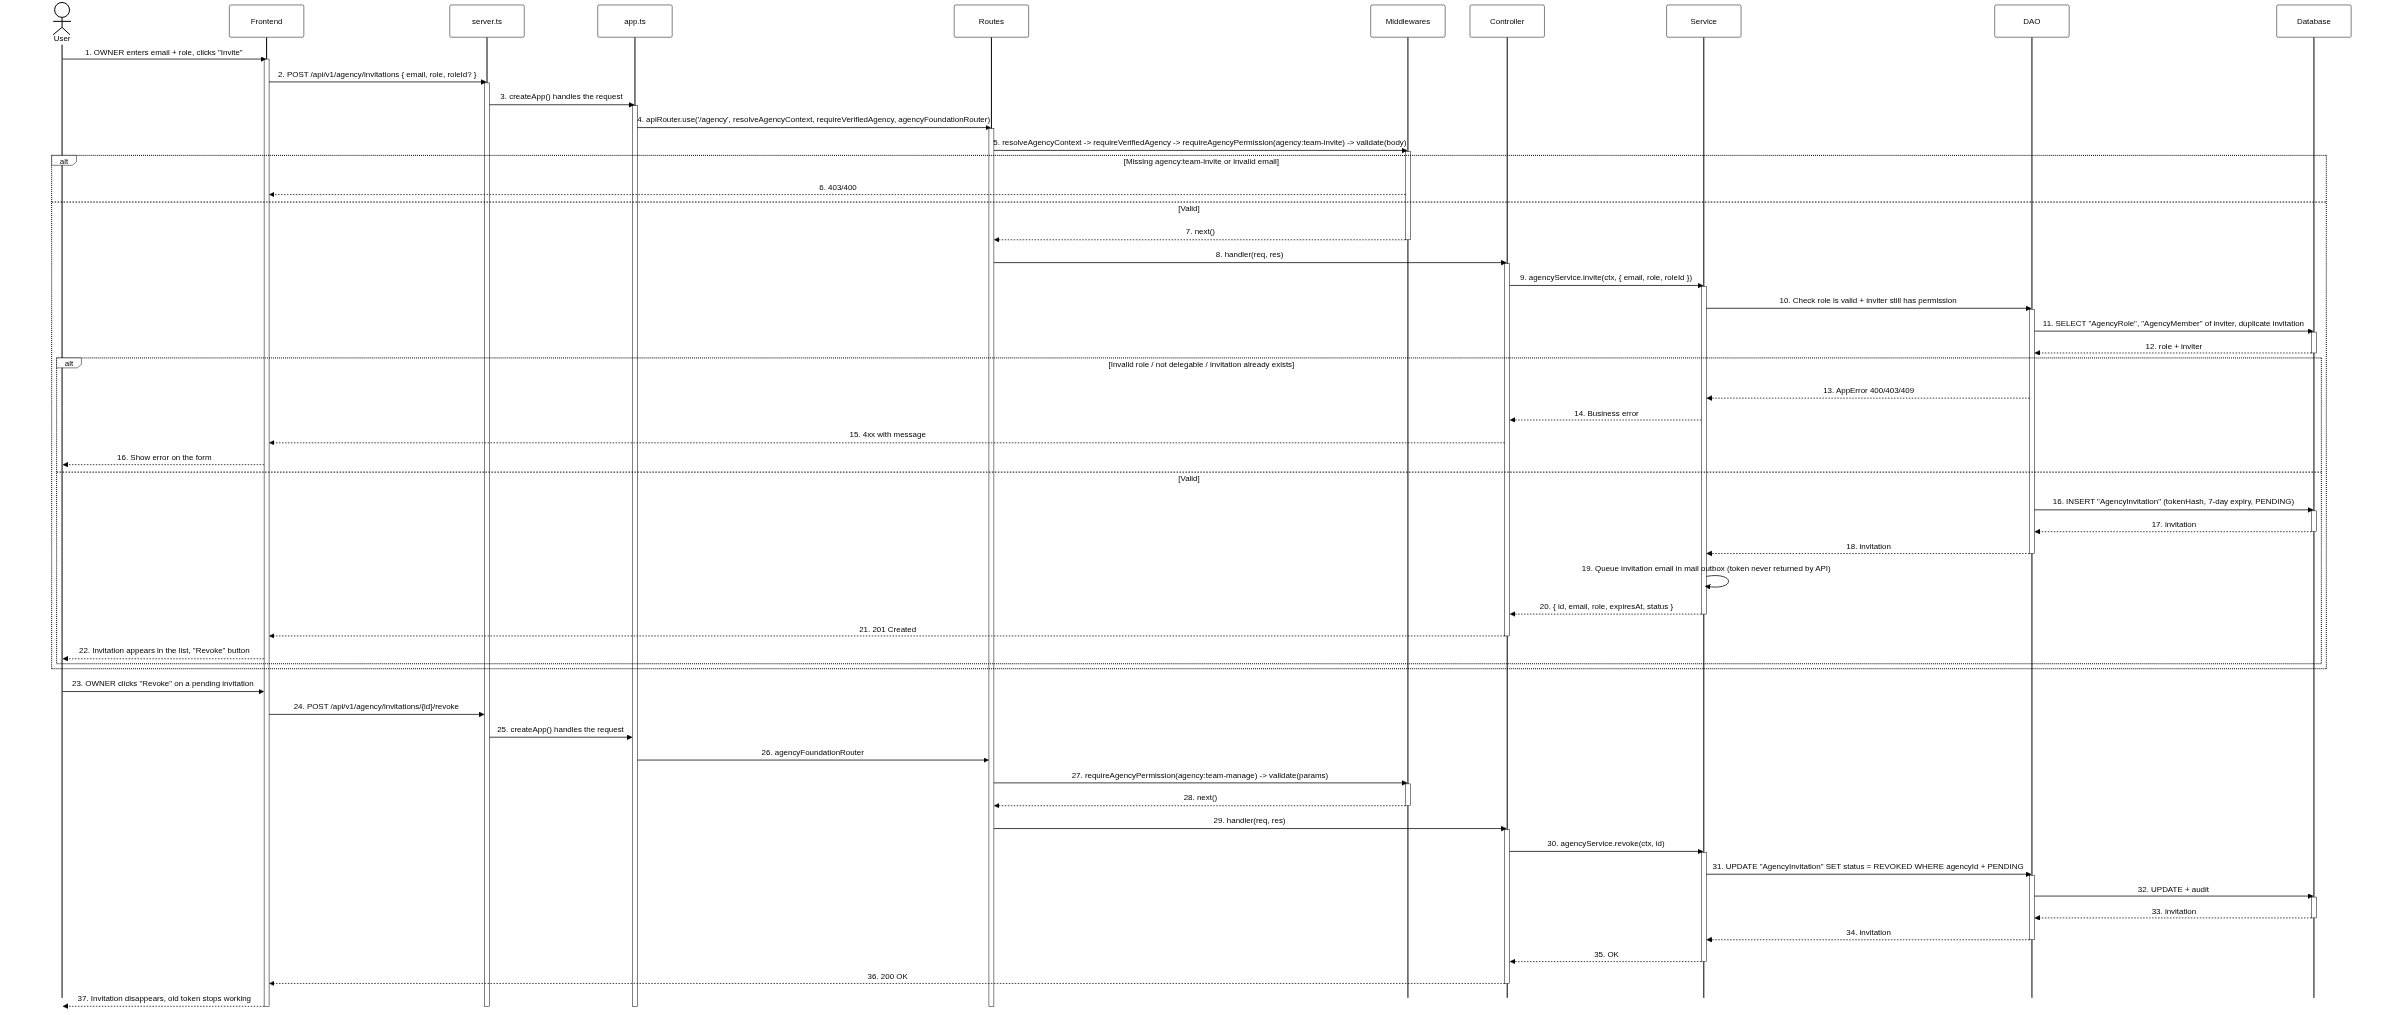 User
Frontend
server.ts
app.ts
Routes
Middlewares
Controller
Service
DAO
Database
1. OWNER enters email + role, clicks "Invite"
2. POST /api/v1/agency/invitations { email, role, roleId? }
3. createApp() handles the request
4. apiRouter.use('/agency', resolveAgencyContext, requireVerifiedAgency, agencyFoundationRouter)
5. resolveAgencyContext -> requireVerifiedAgency -> requireAgencyPermission(agency:team-invite) -> validate(body)
alt
[Missing agency:team-invite or invalid email]
6. 403/400
[Valid]
7. next()
8. handler(req, res)
9. agencyService.invite(ctx, { email, role, roleId })
10. Check role is valid + inviter still has permission
11. SELECT "AgencyRole", "AgencyMember" of inviter, duplicate invitation
12. role + inviter
alt
[Invalid role / not delegable / invitation already exists]
13. AppError 400/403/409
14. Business error
15. 4xx with message
16. Show error on the form
[Valid]
16. INSERT "AgencyInvitation" (tokenHash, 7-day expiry, PENDING)
17. invitation
18. invitation
19. Queue invitation email in mail outbox (token never returned by API)
20. { id, email, role, expiresAt, status }
21. 201 Created
22. Invitation appears in the list, "Revoke" button
23. OWNER clicks "Revoke" on a pending invitation
24. POST /api/v1/agency/invitations/{id}/revoke
25. createApp() handles the request
26. agencyFoundationRouter
27. requireAgencyPermission(agency:team-manage) -> validate(params)
28. next()
29. handler(req, res)
30. agencyService.revoke(ctx, id)
31. UPDATE "AgencyInvitation" SET status = REVOKED WHERE agencyId + PENDING
32. UPDATE + audit
33. invitation
34. invitation
35. OK
36. 200 OK
37. Invitation disappears, old token stops working